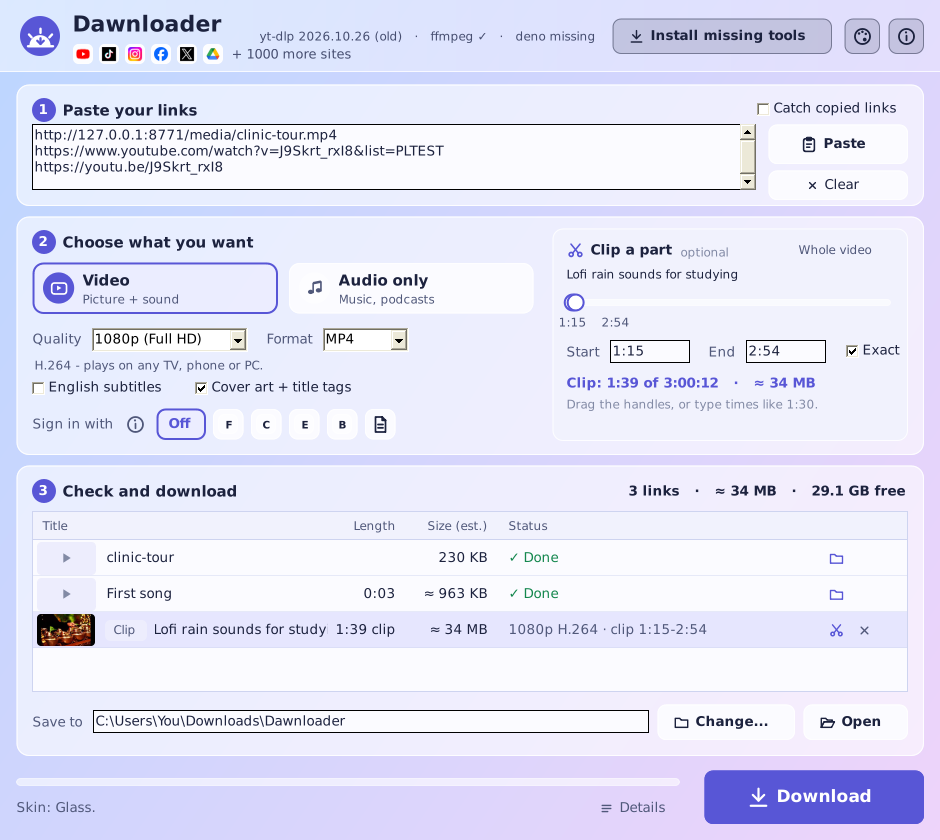 Dawnloader
+ 1000 more sites
yt-dlp 2026.10.26 (old) · ffmpeg ✓ · deno missing
Install missing tools
1 Paste your links
Catch copied links
http://127.0.0.1:8771/media/clinic-tour.mp4
https://www.youtube.com/watch?v=J9Skrt_rxI8&list=PLTEST
https://youtu.be/J9Skrt_rxI8
Paste
Clear
2 Choose what you want
Video
Picture + sound
Audio only
Music, podcasts
Quality 1080p (Full HD) Format MP4
H.264 - plays on any TV, phone or PC.
English subtitles Cover art + title tags
Sign in with Off F C E B
Clip a part optional Whole video
Lofi rain sounds for studying
1:15 2:54
Start 1:15 End 2:54 Exact
Clip: 1:39 of 3:00:12 · ≈ 34 MB
Drag the handles, or type times like 1:30.
3 Check and download
3 links · ≈ 34 MB · 29.1 GB free
Title Length Size (est.) Status
clinic-tour 230 KB ✓ Done
First song 0:03 ≈ 963 KB ✓ Done
Clip Lofi rain sounds for study 1:39 clip ≈ 34 MB 1080p H.264 · clip 1:15-2:54
Save to C:\Users\You\Downloads\Dawnloader Change... Open
Skin: Glass.
Details
Download